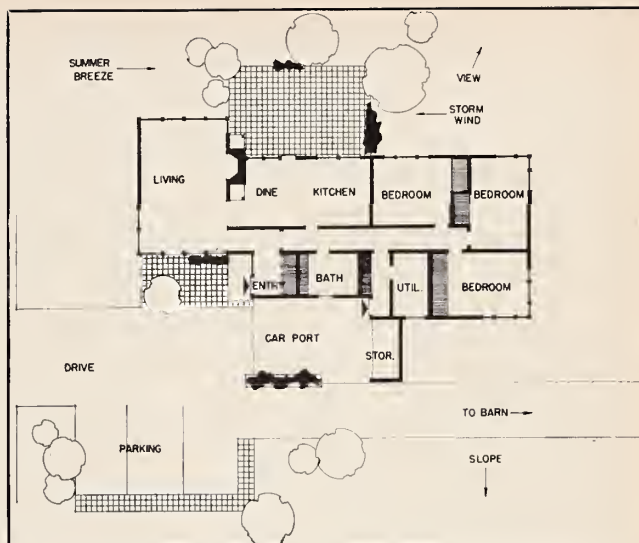 SUMMER
BREEZE
VIEW
STORM
WIND
LIVING
DINE
KITCHEN
BEDROOM
BEDROOM
ENTRY
BATH
UTIL.
BEDROOM
CAR PORT
STOR.
DRIVE
TO BARN
PARKING
SLOPE